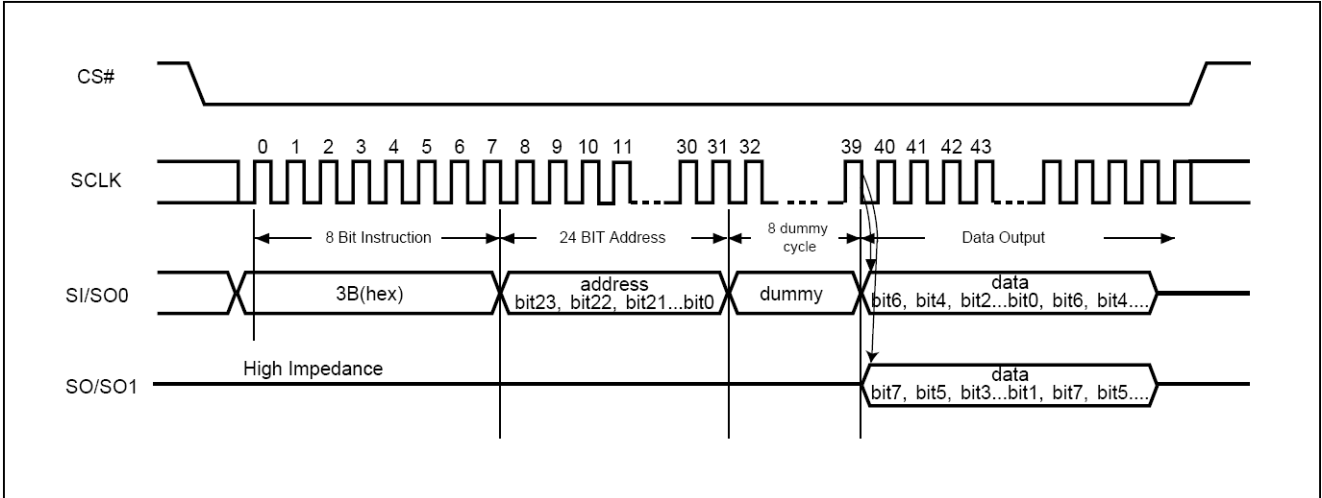 CS#
0 1 2 3 4 5 6 7 8 9 10 11 30 31 32 39 40 41 42 43
SCLK
8 Bit Instruction 24 BIT Address 8 dummy cycle Data Output
SI/SO0
3B(hex)
address
bit23, bit22, bit21...bit0
dummy
data
bit6, bit4, bit2...bit0, bit6, bit4....
High Impedance
SO/SO1
data
bit7, bit5, bit3...bit1, bit7, bit5....